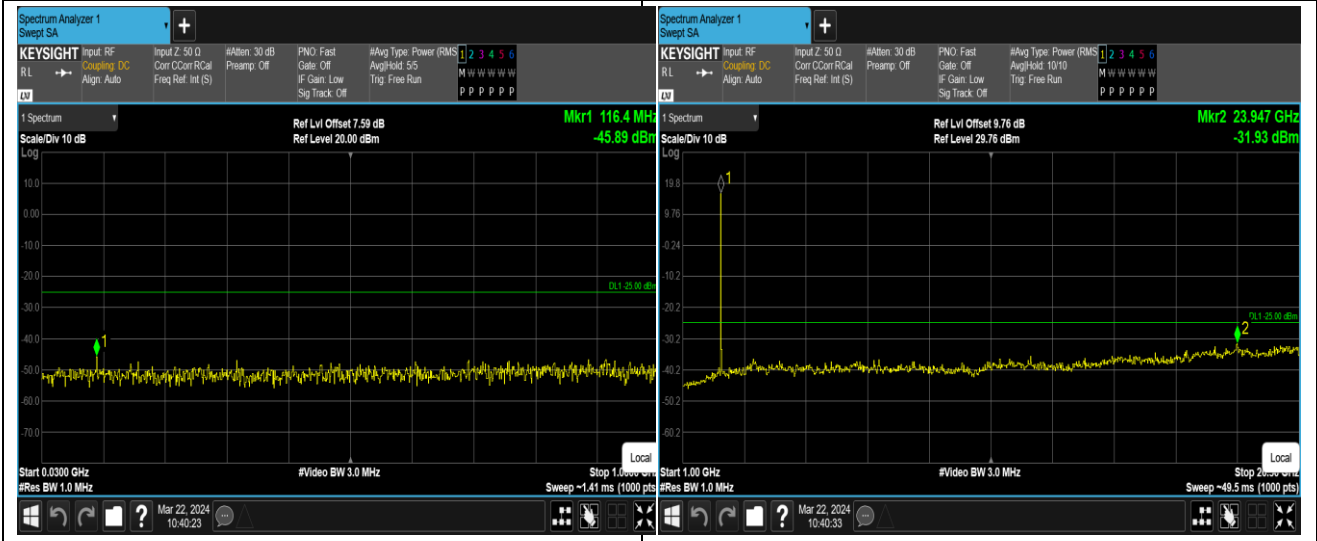 Spectrum Analyzer 1
Swept SA
+
KEYSIGHT
RL
LXI
Input: RF
Coupling: DC
Align: Auto
Input Z: 50 Ω
Corr CCorr RCal
Freq Ref: Int (S)
#Atten: 30 dB
Preamp: Off
PNO: Fast
Gate: Off
IF Gain: Low
Sig Track: Off
#Avg Type: Power (RMS
Avg|Hold: 5/5
Trig: Free Run
1 2 3 4 5 6
M W W W W W
P P P P P P
1 Spectrum
Scale/Div 10 dB
Log
Ref Lvl Offset 7.59 dB
Ref Level 20.00 dBm
Mkr1 116.4 MHz
-45.89 dBm
10.0
0.00
-10.0
-20.0
DL1 -25.00 dBm
-30.0
-40.0
1
-50.0
-60.0
-70.0
Local
Start 0.0300 GHz
#Video BW 3.0 MHz
#Res BW 1.0 MHz
Sweep ~1.41 ms (1000 pts)
?
Mar 22, 2024
10:40:23
Spectrum Analyzer 1
Swept SA
+
KEYSIGHT
RL
LXI
Input: RF
Coupling: DC
Align: Auto
Input Z: 50 Ω
Corr CCorr RCal
Freq Ref: Int (S)
#Atten: 30 dB
Preamp: Off
PNO: Fast
Gate: Off
IF Gain: Low
Sig Track: Off
#Avg Type: Power (RMS
Avg|Hold: 10/10
Trig: Free Run
1 2 3 4 5 6
M W W W W W
P P P P P P
1 Spectrum
Scale/Div 10 dB
Log
Ref Lvl Offset 9.76 dB
Ref Level 29.76 dBm
Mkr2 23.947 GHz
-31.93 dBm
1
19.8
9.76
-0.24
-10.2
-20.2
DL1 -25.00 dBm
2
-30.2
-40.2
-50.2
-60.2
Local
Start 1.00 GHz
#Video BW 3.0 MHz
#Res BW 1.0 MHz
Sweep ~49.5 ms (1000 pts)
?
Mar 22, 2024
10:40:33